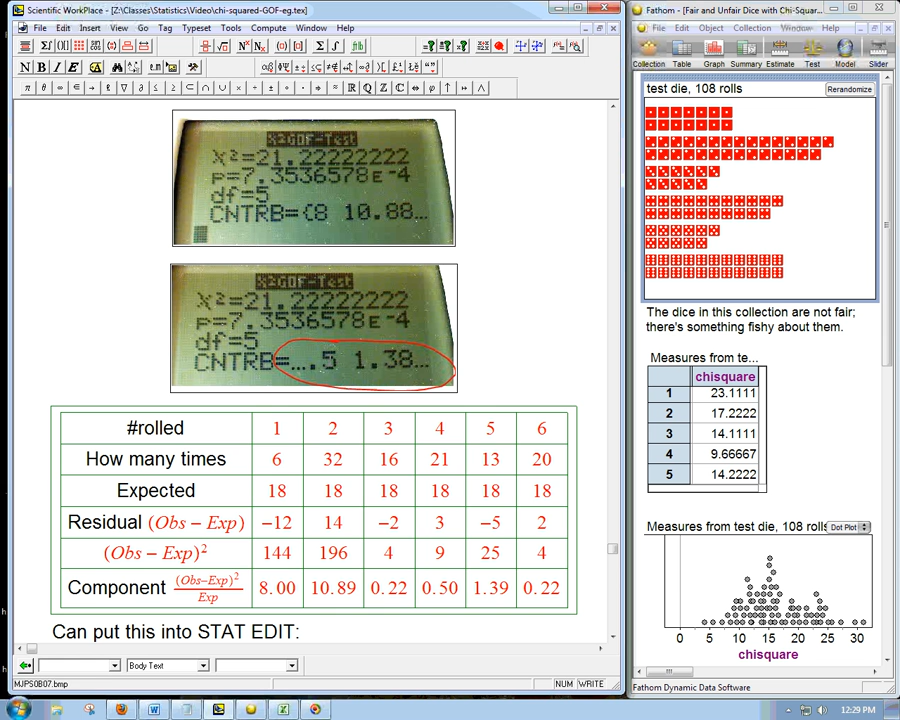 Scientific WorkPlace - [Z:\Classes\Statistics\Video\chi-squared-GOF-eg.tex]
File Edit Insert View Go Tag Typeset Tools Compute Window Help
X²GOF-Test
X²=21.22222222
p=7.3536578E-4
df=5
CNTRB={8 10.88...
X²GOF-Test
X²=21.22222222
p=7.3536578E-4
df=5
CNTRB=....5 1.38...
#rolled 1 2 3 4 5 6
How many times 6 32 16 21 13 20
Expected 18 18 18 18 18 18
Residual (Obs − Exp) −12 14 −2 3 −5 2
(Obs − Exp)² 144 196 4 9 25 4
Component (Obs−Exp)²/Exp 8.00 10.89 0.22 0.50 1.39 0.22
Can put this into STAT EDIT:
Body Text
MJPS0B07.bmp NUM WRITE
Fathom - [Fair and Unfair Dice with Chi-Squar...
File Edit Object Collection Window Help
Collection Table Graph Summary Estimate Test Model Slider
test die, 108 rolls Rerandomize
The dice in this collection are not fair;
there's something fishy about them.
Measures from te...
chisquare
1 23.1111
2 17.2222
3 14.1111
4 9.66667
5 14.2222
Measures from test die, 108 rolls Dot Plot
0 5 10 15 20 25 30
chisquare
Fathom Dynamic Data Software
12:29 PM